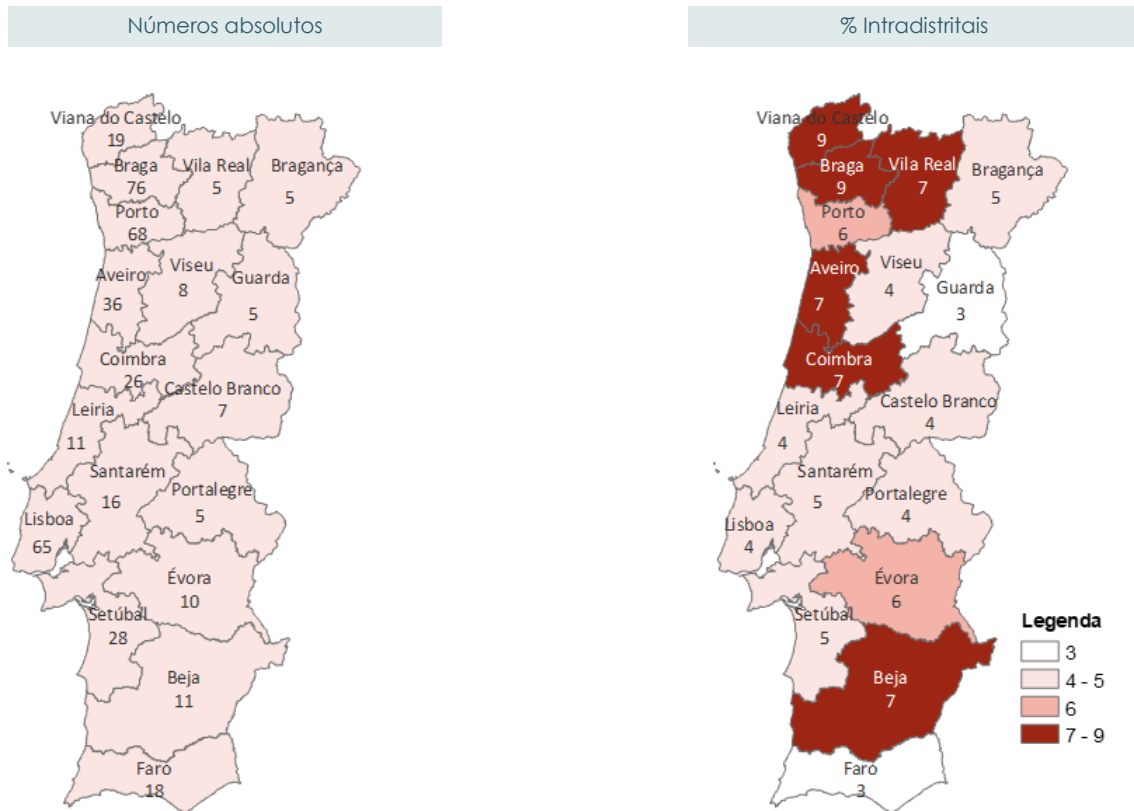 Números absolutos
Viana do Castelo
19
Braga
76
Vila Real
5
Bragança
5
Porto
68
Aveiro
36
Viseu
8
Guarda
5
Coimbra
26
Castelo Branco
7
Leiria
11
Santarém
16
Portalegre
5
Lisboa
65
Évora
10
Setúbal
28
Beja
11
Faro
18
% Intradistritais
Viana do Castelo
9
Braga
9
Vila Real
7
Bragança
5
Porto
6
Aveiro
7
Viseu
4
Guarda
3
Coimbra
7
Castelo Branco
4
Leiria
4
Santarém
5
Portalegre
4
Lisboa
4
Évora
6
Setúbal
5
Beja
7
Faro
3
Legenda
3
4 - 5
6
7 - 9